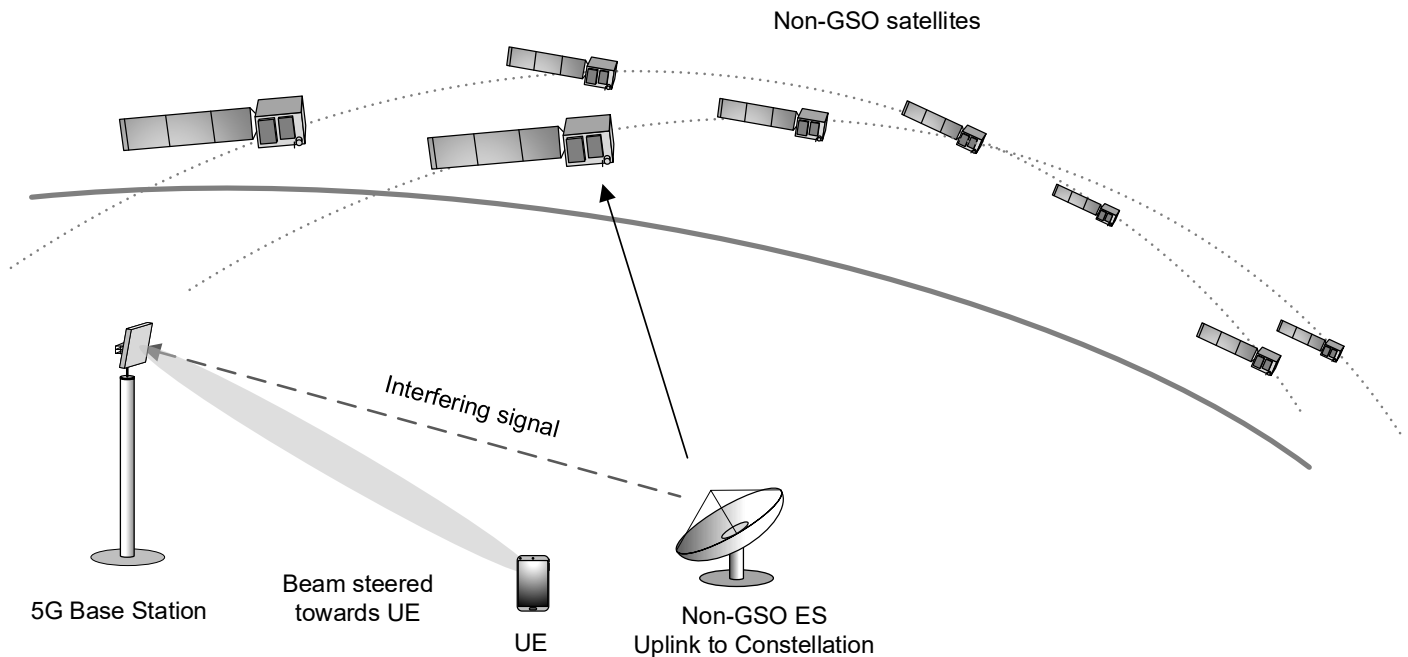 Non-GSO satellites
Interfering signal
5G Base Station
Beam steered
towards UE
UE
Non-GSO ES
Uplink to Constellation